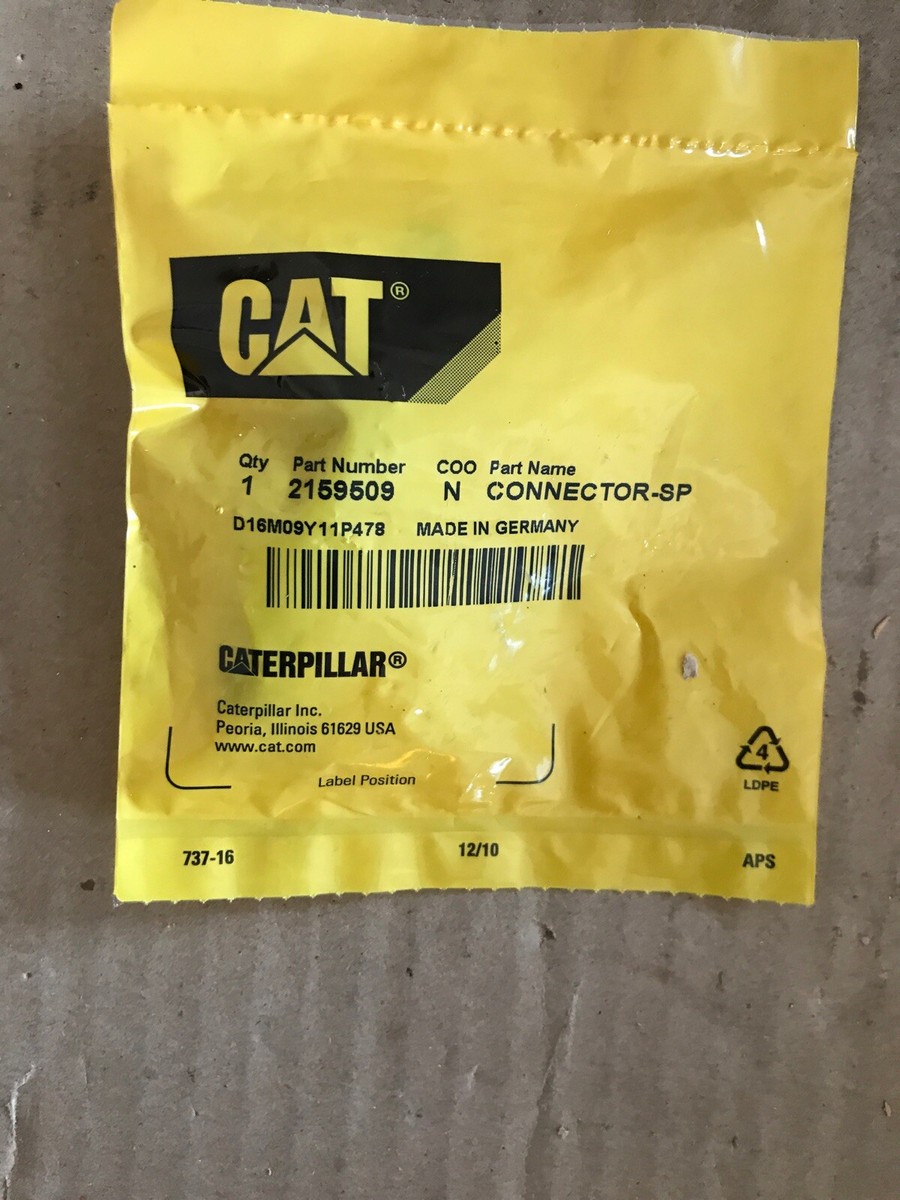 CAT®
Qty Part Number COO Part Name
1 2159509 N CONNECTOR-SP
D16M09Y11P478 MADE IN GERMANY
CATERPILLAR®
Caterpillar Inc.
Peoria, Illinois 61629 USA
www.cat.com
Label Position
4
LDPE
737-16 12/10 APS